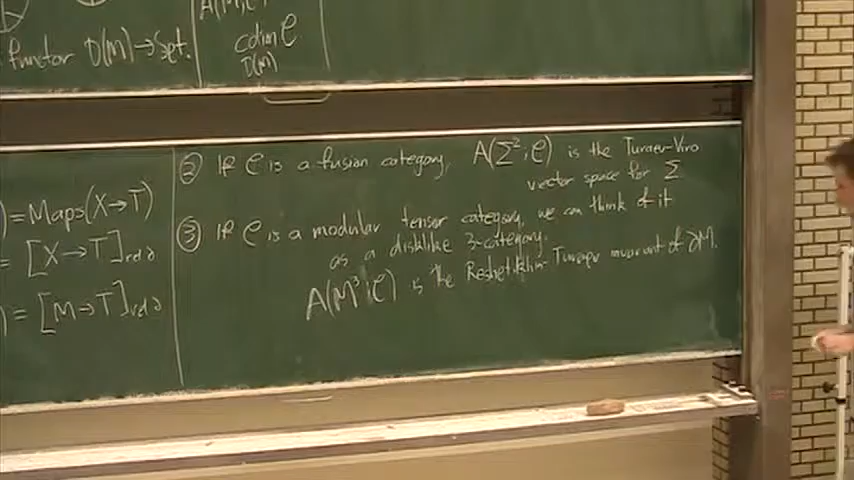 functor D(M)→Set.
A(M;C)
colim C
D(M)
) = Maps(X→T)
= [X→T]rel ∂
) = [M→T]rel ∂
② If C is a fusion category, A(Σ²;C) is the Turaev-Viro
vector space for Σ
③ If C is a modular tensor category, we can think of it
as a disklike 3-category.
A(M³;C) is the Reshetikhin-Turaev invariant of ∂M.